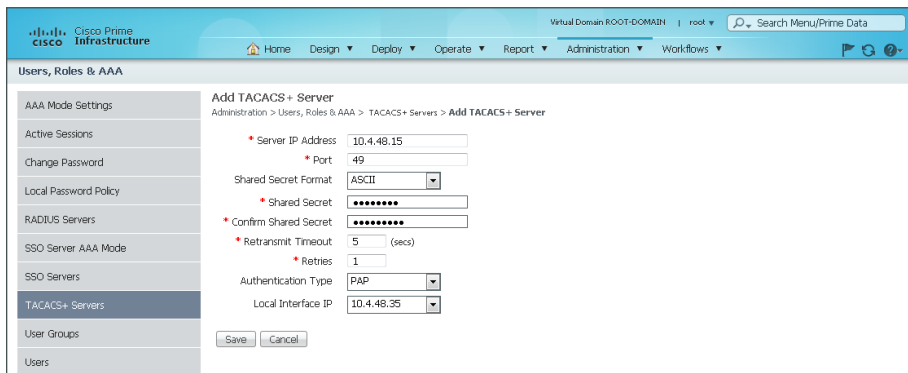 Virtual Domain ROOT-DOMAIN | root ▼ Search Menu/Prime Data
cisco Cisco Prime
Infrastructure
Home Design ▼ Deploy ▼ Operate ▼ Report ▼ Administration ▼ Workflows ▼
Users, Roles & AAA
AAA Mode Settings
Active Sessions
Change Password
Local Password Policy
RADIUS Servers
SSO Server AAA Mode
SSO Servers
TACACS+ Servers
User Groups
Users
Add TACACS+ Server
Administration > Users, Roles & AAA > TACACS+ Servers > Add TACACS+ Server
* Server IP Address 10.4.48.15
* Port 49
Shared Secret Format ASCII
* Shared Secret ••••••••
* Confirm Shared Secret •••••••••
* Retransmit Timeout 5 (secs)
* Retries 1
Authentication Type PAP
Local Interface IP 10.4.48.35
Save Cancel